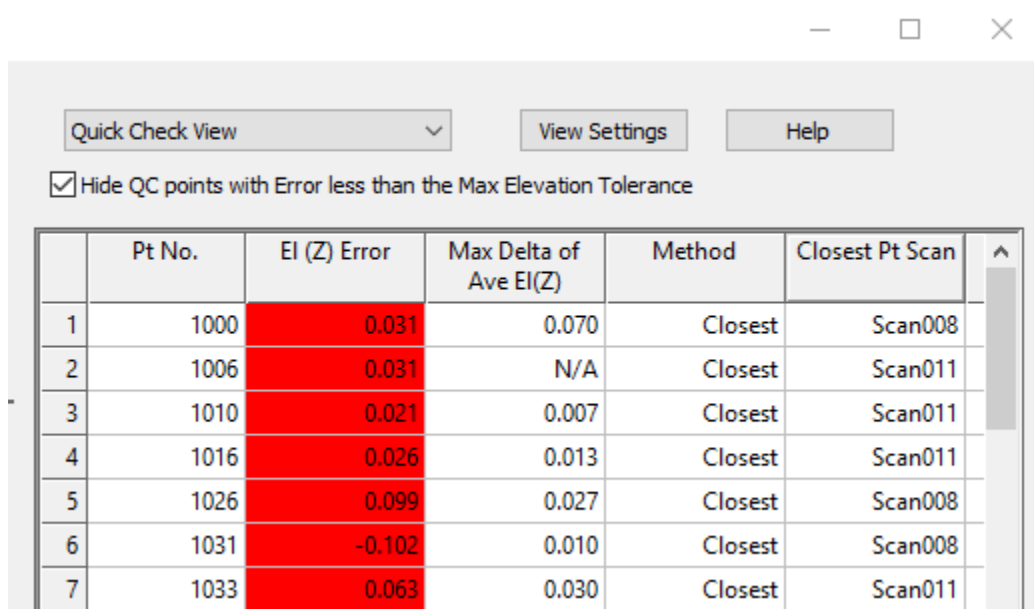 Quick Check View View Settings Help
Hide QC points with Error less than the Max Elevation Tolerance
Pt No. El (Z) Error Max Delta of Method Closest Pt Scan
Ave El(Z)
1 1000 0.031 0.070 Closest Scan008
2 1006 0.031 N/A Closest Scan011
3 1010 0.021 0.007 Closest Scan011
4 1016 0.026 0.013 Closest Scan011
5 1026 0.099 0.027 Closest Scan008
6 1031 -0.102 0.010 Closest Scan008
7 1033 0.063 0.030 Closest Scan011